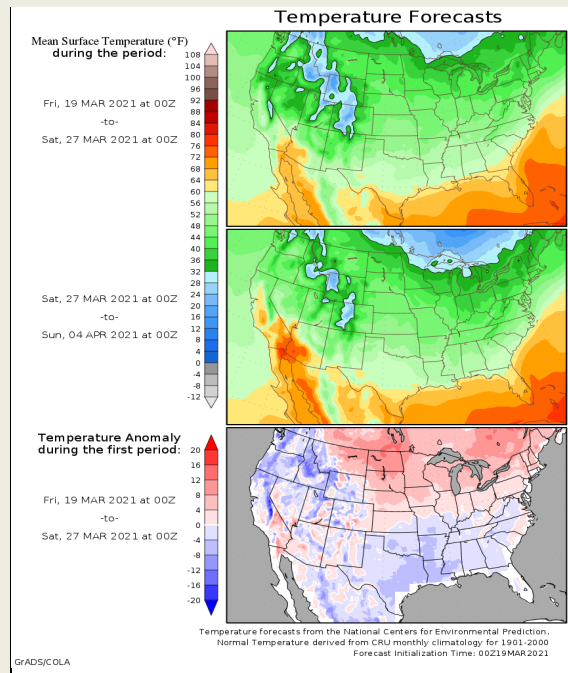 Temperature Forecasts
Mean Surface Temperature (°F)
during the period:
Fri, 19 MAR 2021 at 00Z
-to-
Sat, 27 MAR 2021 at 00Z
108
104
100
96
92
88
84
80
76
72
68
64
60
56
52
48
44
40
36
32
28
24
20
16
12
8
4
0
-4
-8
-12
Sat, 27 MAR 2021 at 00Z
-to-
Sun, 04 APR 2021 at 00Z
Temperature Anomaly
during the first period:
Fri, 19 MAR 2021 at 00Z
-to-
Sat, 27 MAR 2021 at 00Z
20
16
12
8
4
0
-4
-8
-12
-16
-20
Temperature forecasts from the National Centers for Environmental Prediction.
Normal Temperature derived from CRU monthly climatology for 1901-2000
Forecast Initialization Time: 00Z19MAR2021
GrADS/COLA